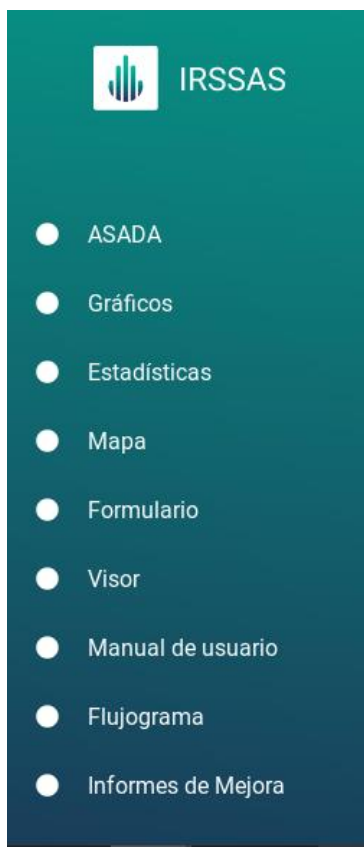 IRSSAS
ASADA
Gráficos
Estadísticas
Mapa
Formulario
Visor
Manual de usuario
Flujograma
Informes de Mejora